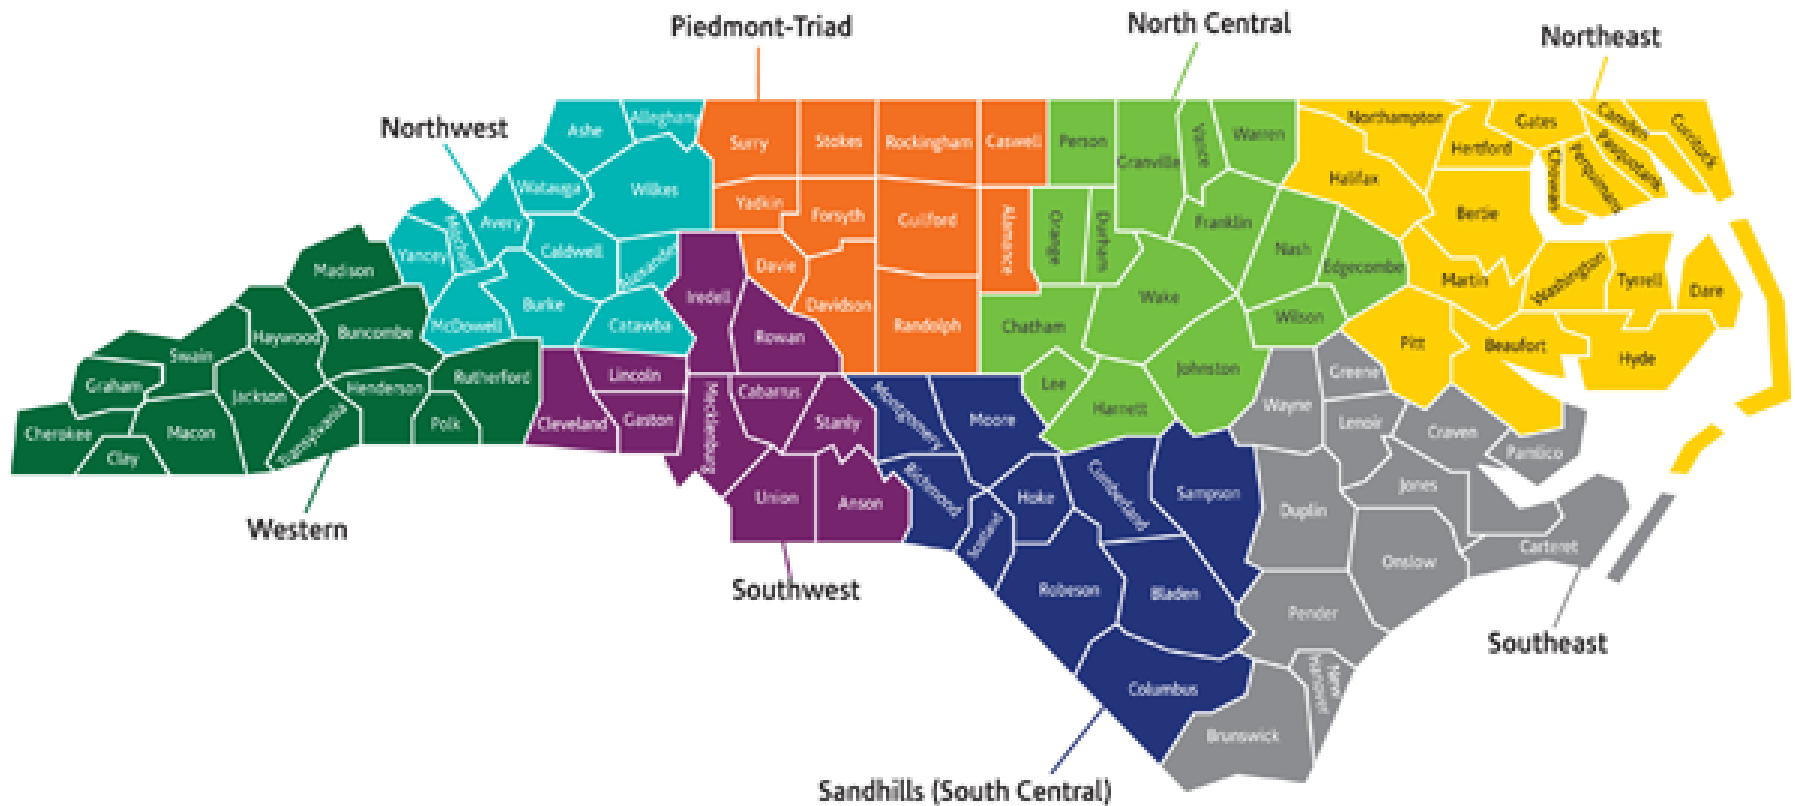 Piedmont-Triad
North Central
Northeast
Northwest
Ashe
Alleghany
Surry
Stokes
Rockingham
Caswell
Person
Granville
Vance
Warren
Northampton
Gates
Camden
Currituck
Hertford
Pasquotank
Perquimans
Chowan
Halifax
Bertie
Watauga
Wilkes
Yadkin
Forsyth
Guilford
Alamance
Orange
Durham
Franklin
Nash
Edgecombe
Avery
Mitchell
Yancey
Caldwell
Alexander
Madison
Iredell
Davie
Davidson
Randolph
Chatham
Wake
Wilson
Martin
Washington
Tyrrell
Dare
McDowell
Burke
Catawba
Rowan
Buncombe
Haywood
Swain
Graham
Jackson
Henderson
Rutherford
Lincoln
Cleveland
Gaston
Mecklenburg
Cabarrus
Stanly
Montgomery
Moore
Lee
Harnett
Johnston
Wayne
Greene
Pitt
Beaufort
Hyde
Cherokee
Clay
Macon
Transylvania
Polk
Lenoir
Craven
Pamlico
Jones
Union
Anson
Richmond
Scotland
Hoke
Cumberland
Sampson
Duplin
Onslow
Carteret
Western
Southwest
Robeson
Bladen
Pender
Southeast
Columbus
New
Hanover
Brunswick
Sandhills (South Central)